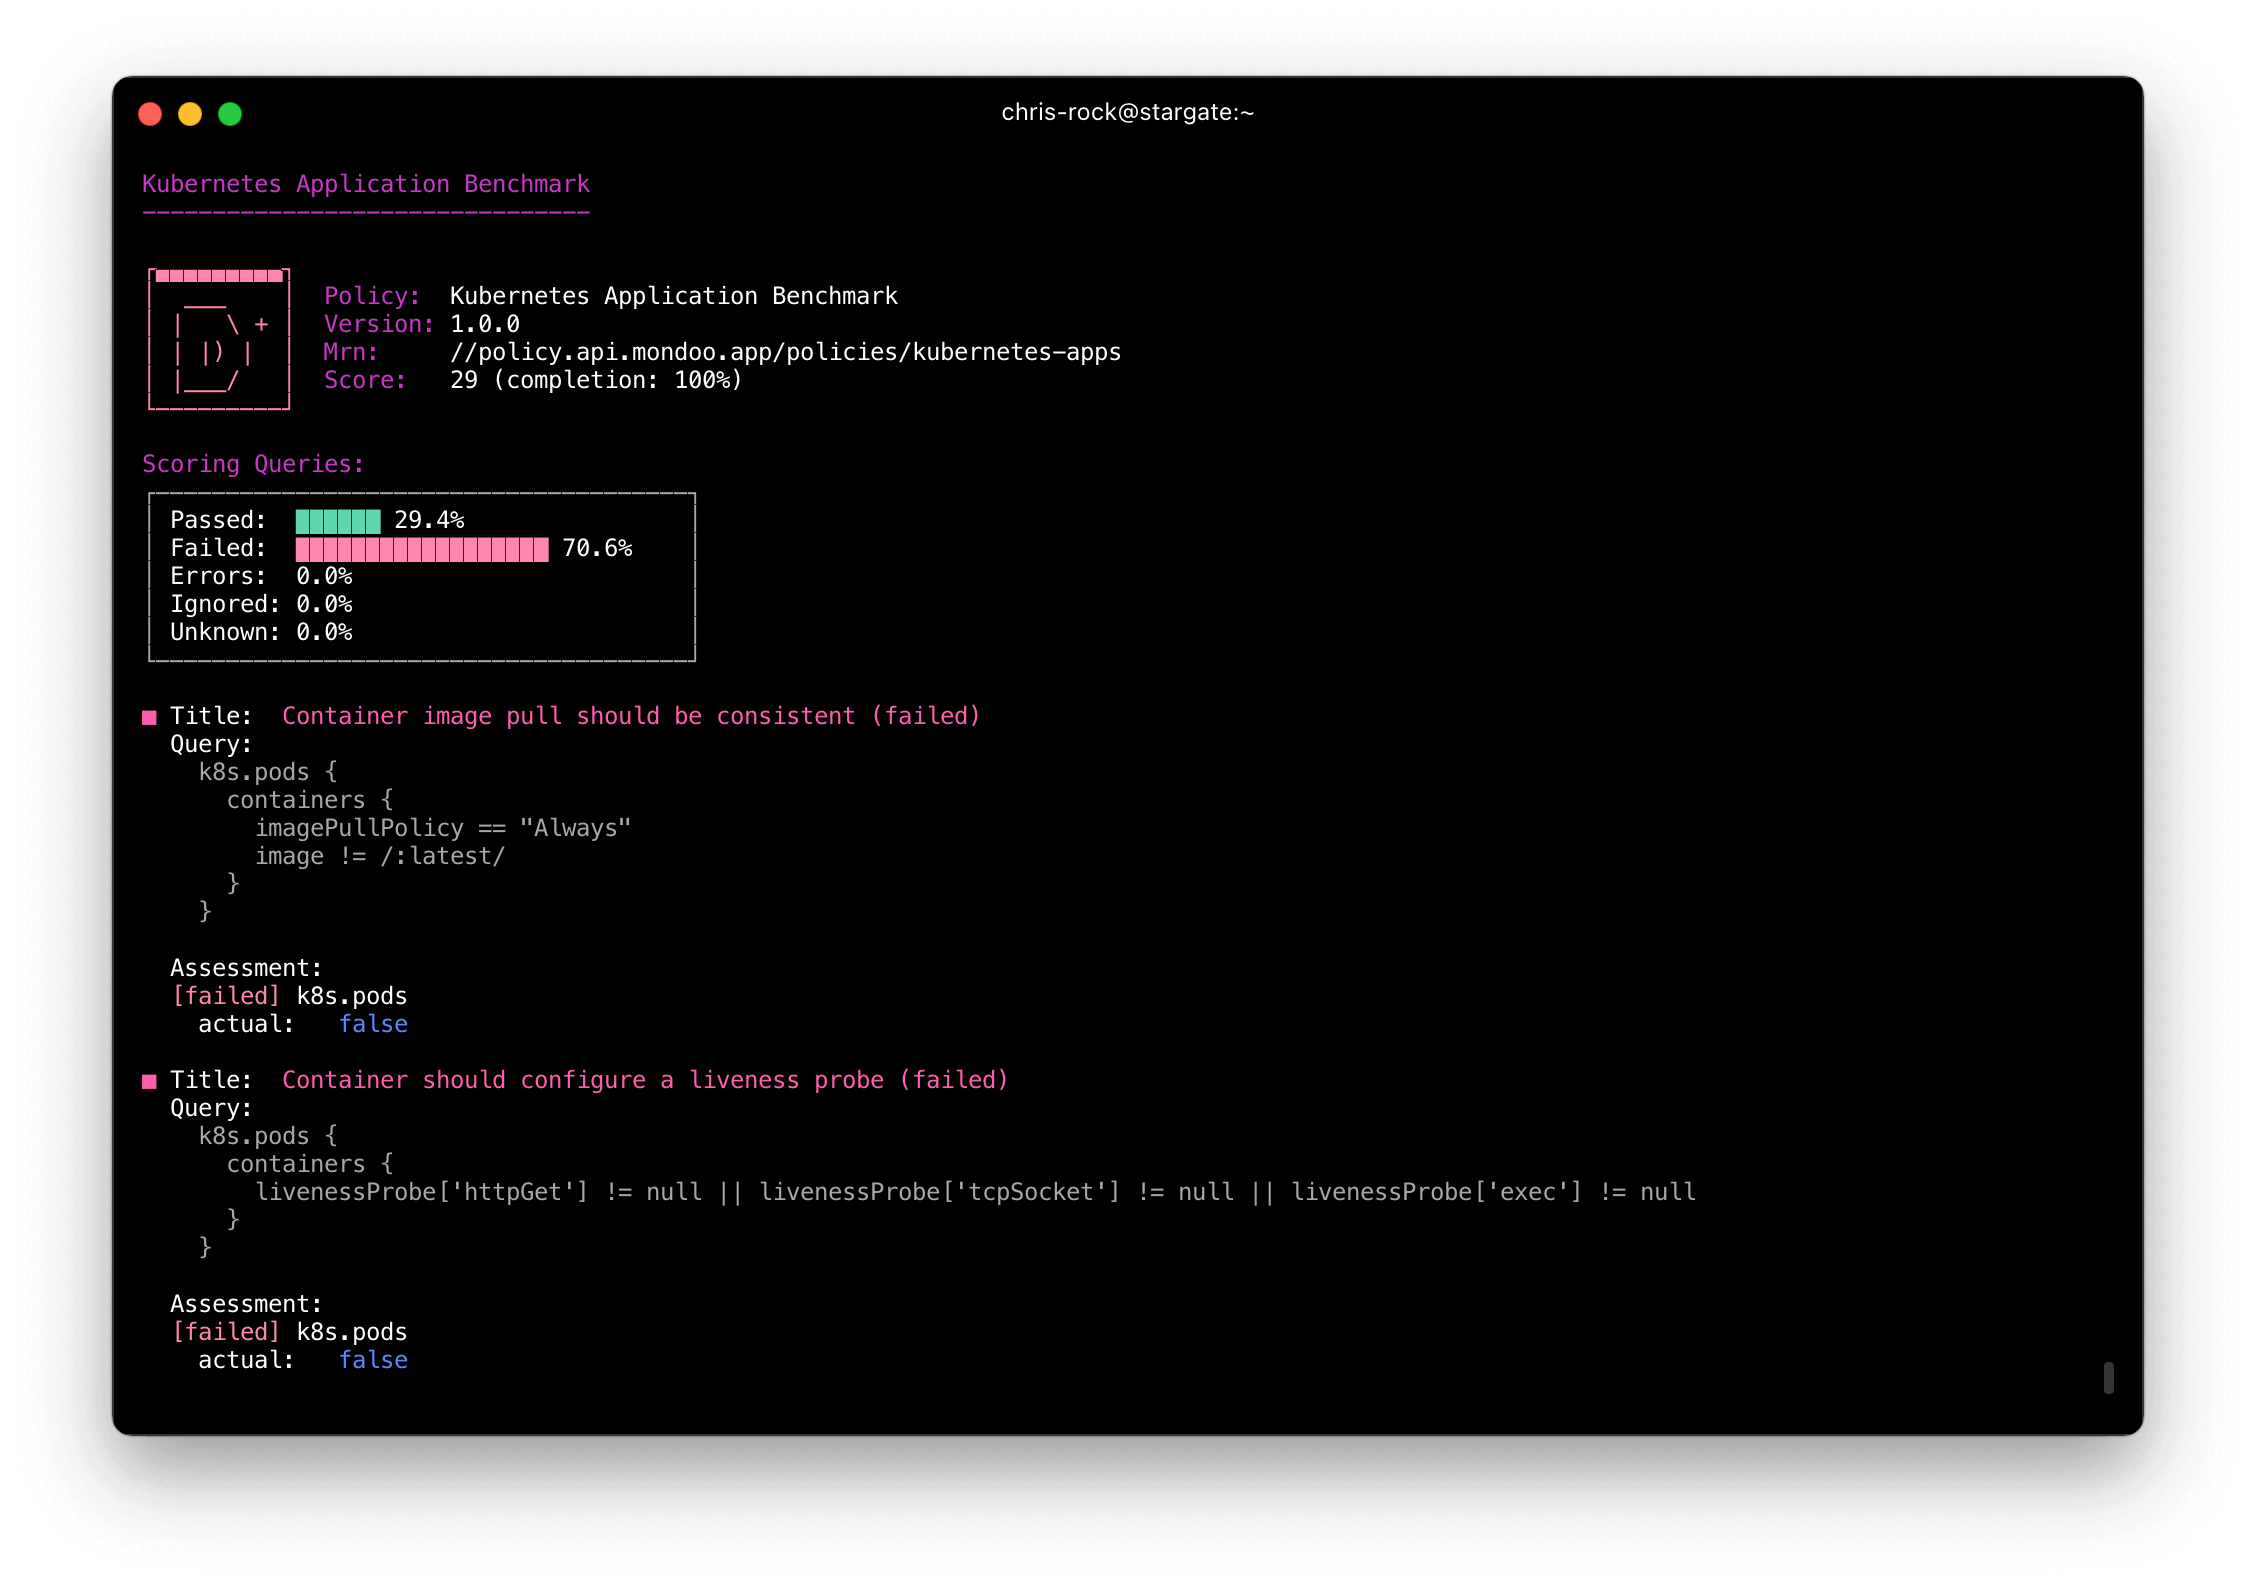 chris-rock@stargate:~
Kubernetes Application Benchmark
D+
Policy: Kubernetes Application Benchmark
Version: 1.0.0
Mrn: //policy.api.mondoo.app/policies/kubernetes-apps
Score: 29 (completion: 100%)
Scoring Queries:
Passed: 29.4%
Failed: 70.6%
Errors: 0.0%
Ignored: 0.0%
Unknown: 0.0%
■ Title: Container image pull should be consistent (failed)
Query:
k8s.pods {
containers {
imagePullPolicy == "Always"
image != /:latest/
}
}
Assessment:
[failed] k8s.pods
actual: false
■ Title: Container should configure a liveness probe (failed)
Query:
k8s.pods {
containers {
livenessProbe['httpGet'] != null || livenessProbe['tcpSocket'] != null || livenessProbe['exec'] != null
}
}
Assessment:
[failed] k8s.pods
actual: false